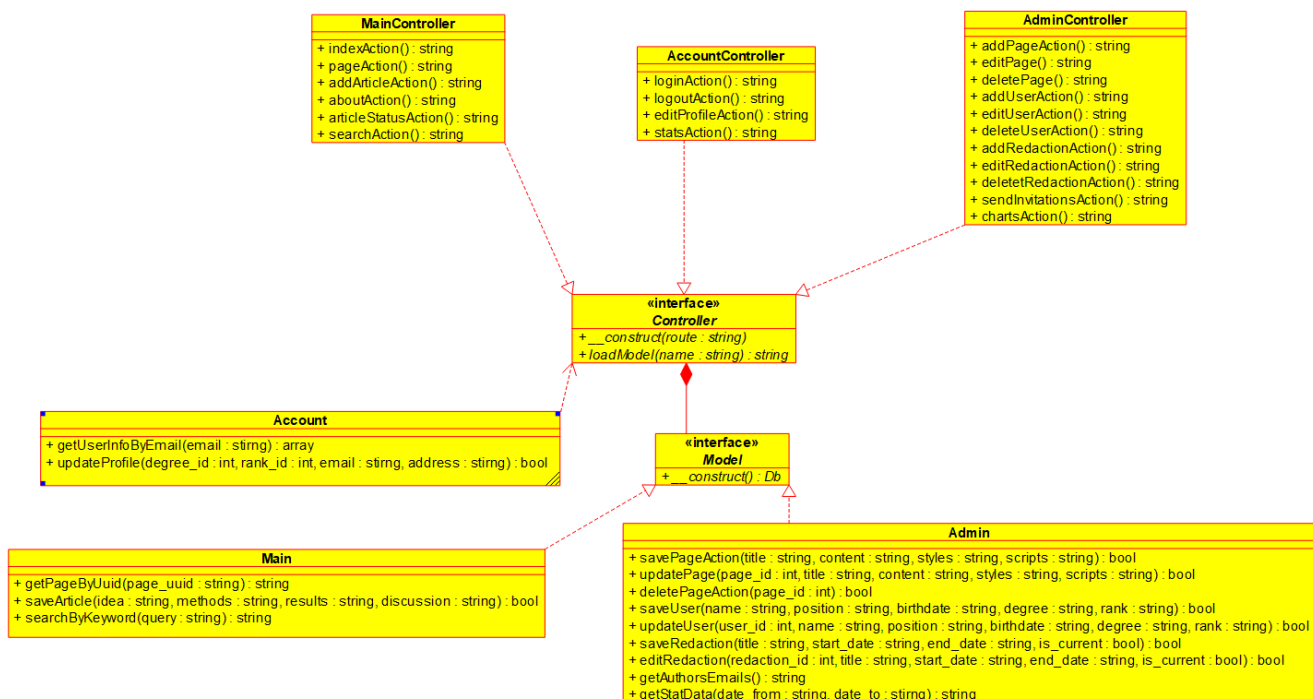 MainController
+ indexAction() : string
+ pageAction() : string
+ addArticleAction() : string
+ aboutAction() : string
+ articleStatusAction() : string
+ searchAction() : string
AccountController
+ loginAction() : string
+ logoutAction() : string
+ editProfileAction() : string
+ statsAction() : string
AdminController
+ addPageAction() : string
+ editPage() : string
+ deletePage() : string
+ addUserAction() : string
+ editUserAction() : string
+ deleteUserAction() : string
+ addRedactionAction() : string
+ editRedactionAction() : string
+ deletetRedactionAction() : string
+ sendInvitationsAction() : string
+ chartsAction() : string
«interface»
Controller
+ __construct(route : string)
+ loadModel(name : string) : string
Account
+ getUserInfoByEmail(email : stirng) : array
+ updateProfile(degree_id : int, rank_id : int, email : stirng, address : stirng) : bool
«interface»
Model
+ __construct() : Db
Main
+ getPageByUuid(page_uuid : string) : string
+ saveArticle(idea : string, methods : string, results : string, discussion : string) : bool
+ searchByKeyword(query : string) : string
Admin
+ savePageAction(title : string, content : string, styles : string, scripts : string) : bool
+ updatePage(page_id : int, title : string, content : string, styles : string, scripts : string) : bool
+ deletePageAction(page_id : int) : bool
+ saveUser(name : string, position : string, birthdate : string, degree : string, rank : string) : bool
+ updateUser(user_id : int, name : string, position : string, birthdate : string, degree : string, rank : string) : bool
+ saveRedaction(title : string, start_date : string, end_date : string, is_current : bool) : bool
+ editRedaction(redaction_id : int, title : string, start_date : string, end_date : string, is_current : bool) : bool
+ getAuthorsEmails() : string
+ getStatData(date_from : string, date_to : stirng) : string